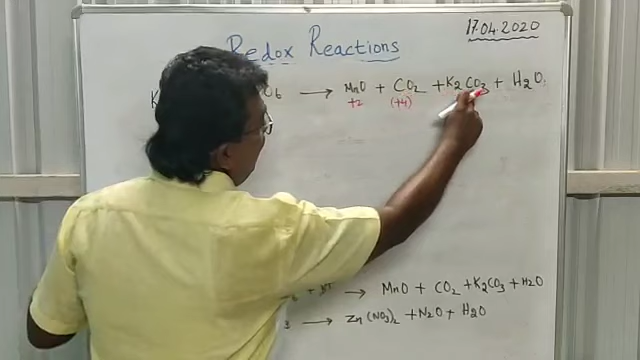 17.04.2020
Redox Reactions
K O6 → MnO + CO2 + K2CO3 + H2O
+2 (+4)
→ MnO + CO2 + K2CO3 + H2O
3 → Zn(NO3)2 + N2O + H2O